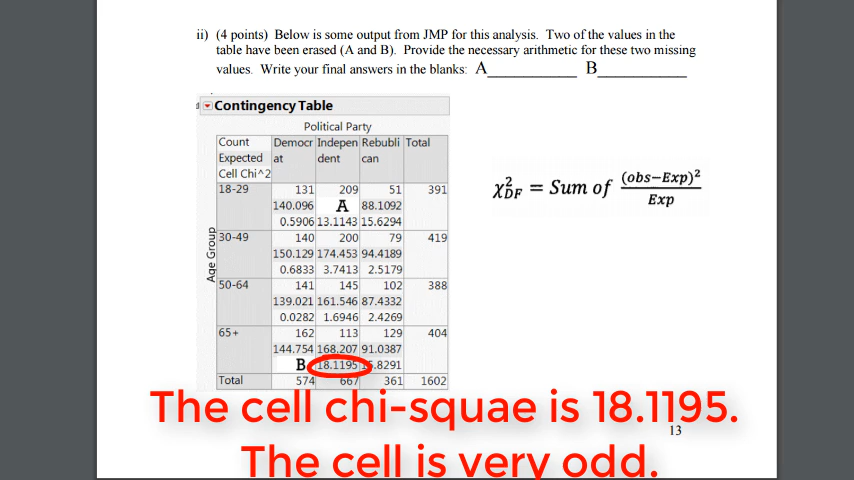 ii) (4 points) Below is some output from JMP for this analysis. Two of the values in the
table have been erased (A and B). Provide the necessary arithmetic for these two missing
values. Write your final answers in the blanks: A__________ B__________
Contingency Table
Political Party
Count Democr Indepen Rebubli Total
Expected at dent can
Cell Chi^2
18-29 131 209 51 391
140.096 A 88.1092
0.5906 13.1143 15.6294
Age Group
30-49 140 200 79 419
150.129 174.453 94.4189
0.6833 3.7413 2.5179
50-64 141 145 102 388
139.021 161.546 87.4332
0.0282 1.6946 2.4269
65+ 162 113 129 404
144.754 168.207 91.0387
B 18.1195 .8291
Total 574 667 361 1602
χ²DF = Sum of (obs−Exp)² / Exp
The cell chi-squae is 18.1195.
13
The cell is very odd.